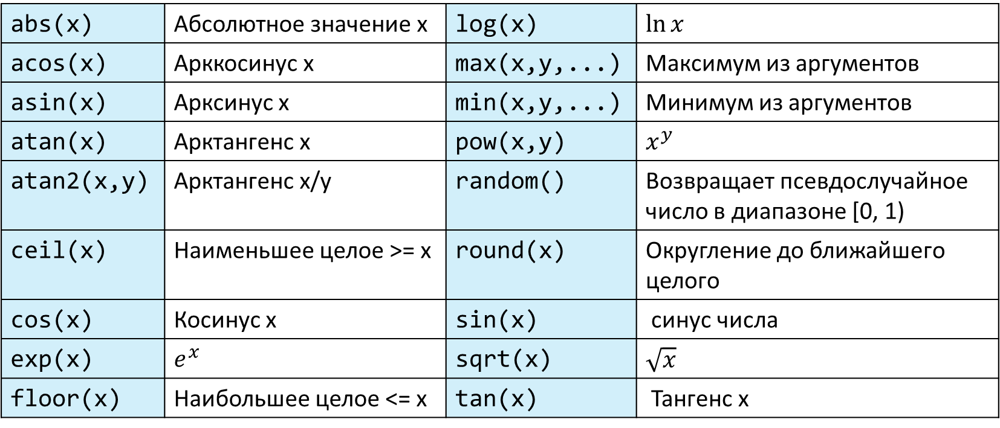 abs(x) Абсолютное значение x log(x) ln x
acos(x) Арккосинус x max(x,y,...) Максимум из аргументов
asin(x) Арксинус x min(x,y,...) Минимум из аргументов
atan(x) Арктангенс x pow(x,y) x^y
atan2(x,y) Арктангенс x/y random() Возвращает псевдослучайное
число в диапазоне [0, 1)
ceil(x) Наименьшее целое >= x round(x) Округление до ближайшего
целого
cos(x) Косинус x sin(x) синус числа
exp(x) e^x sqrt(x) √x
floor(x) Наибольшее целое <= x tan(x) Тангенс x